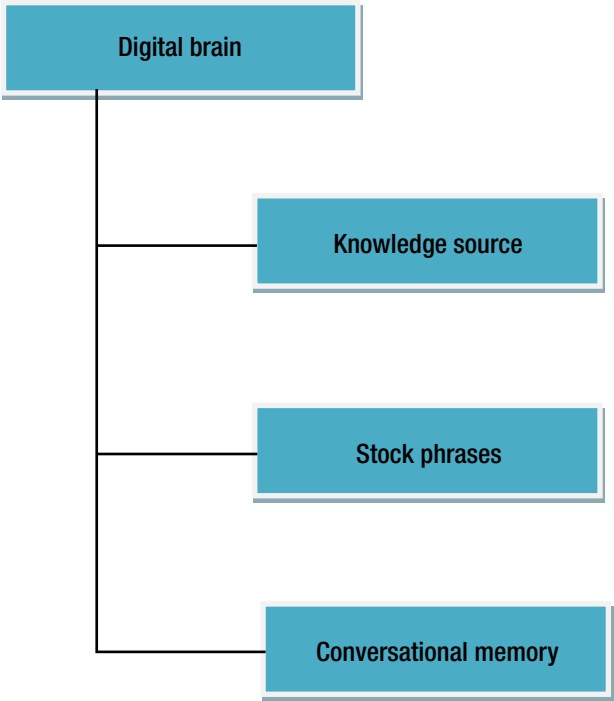 Digital brain
Knowledge source
Stock phrases
Conversational memory